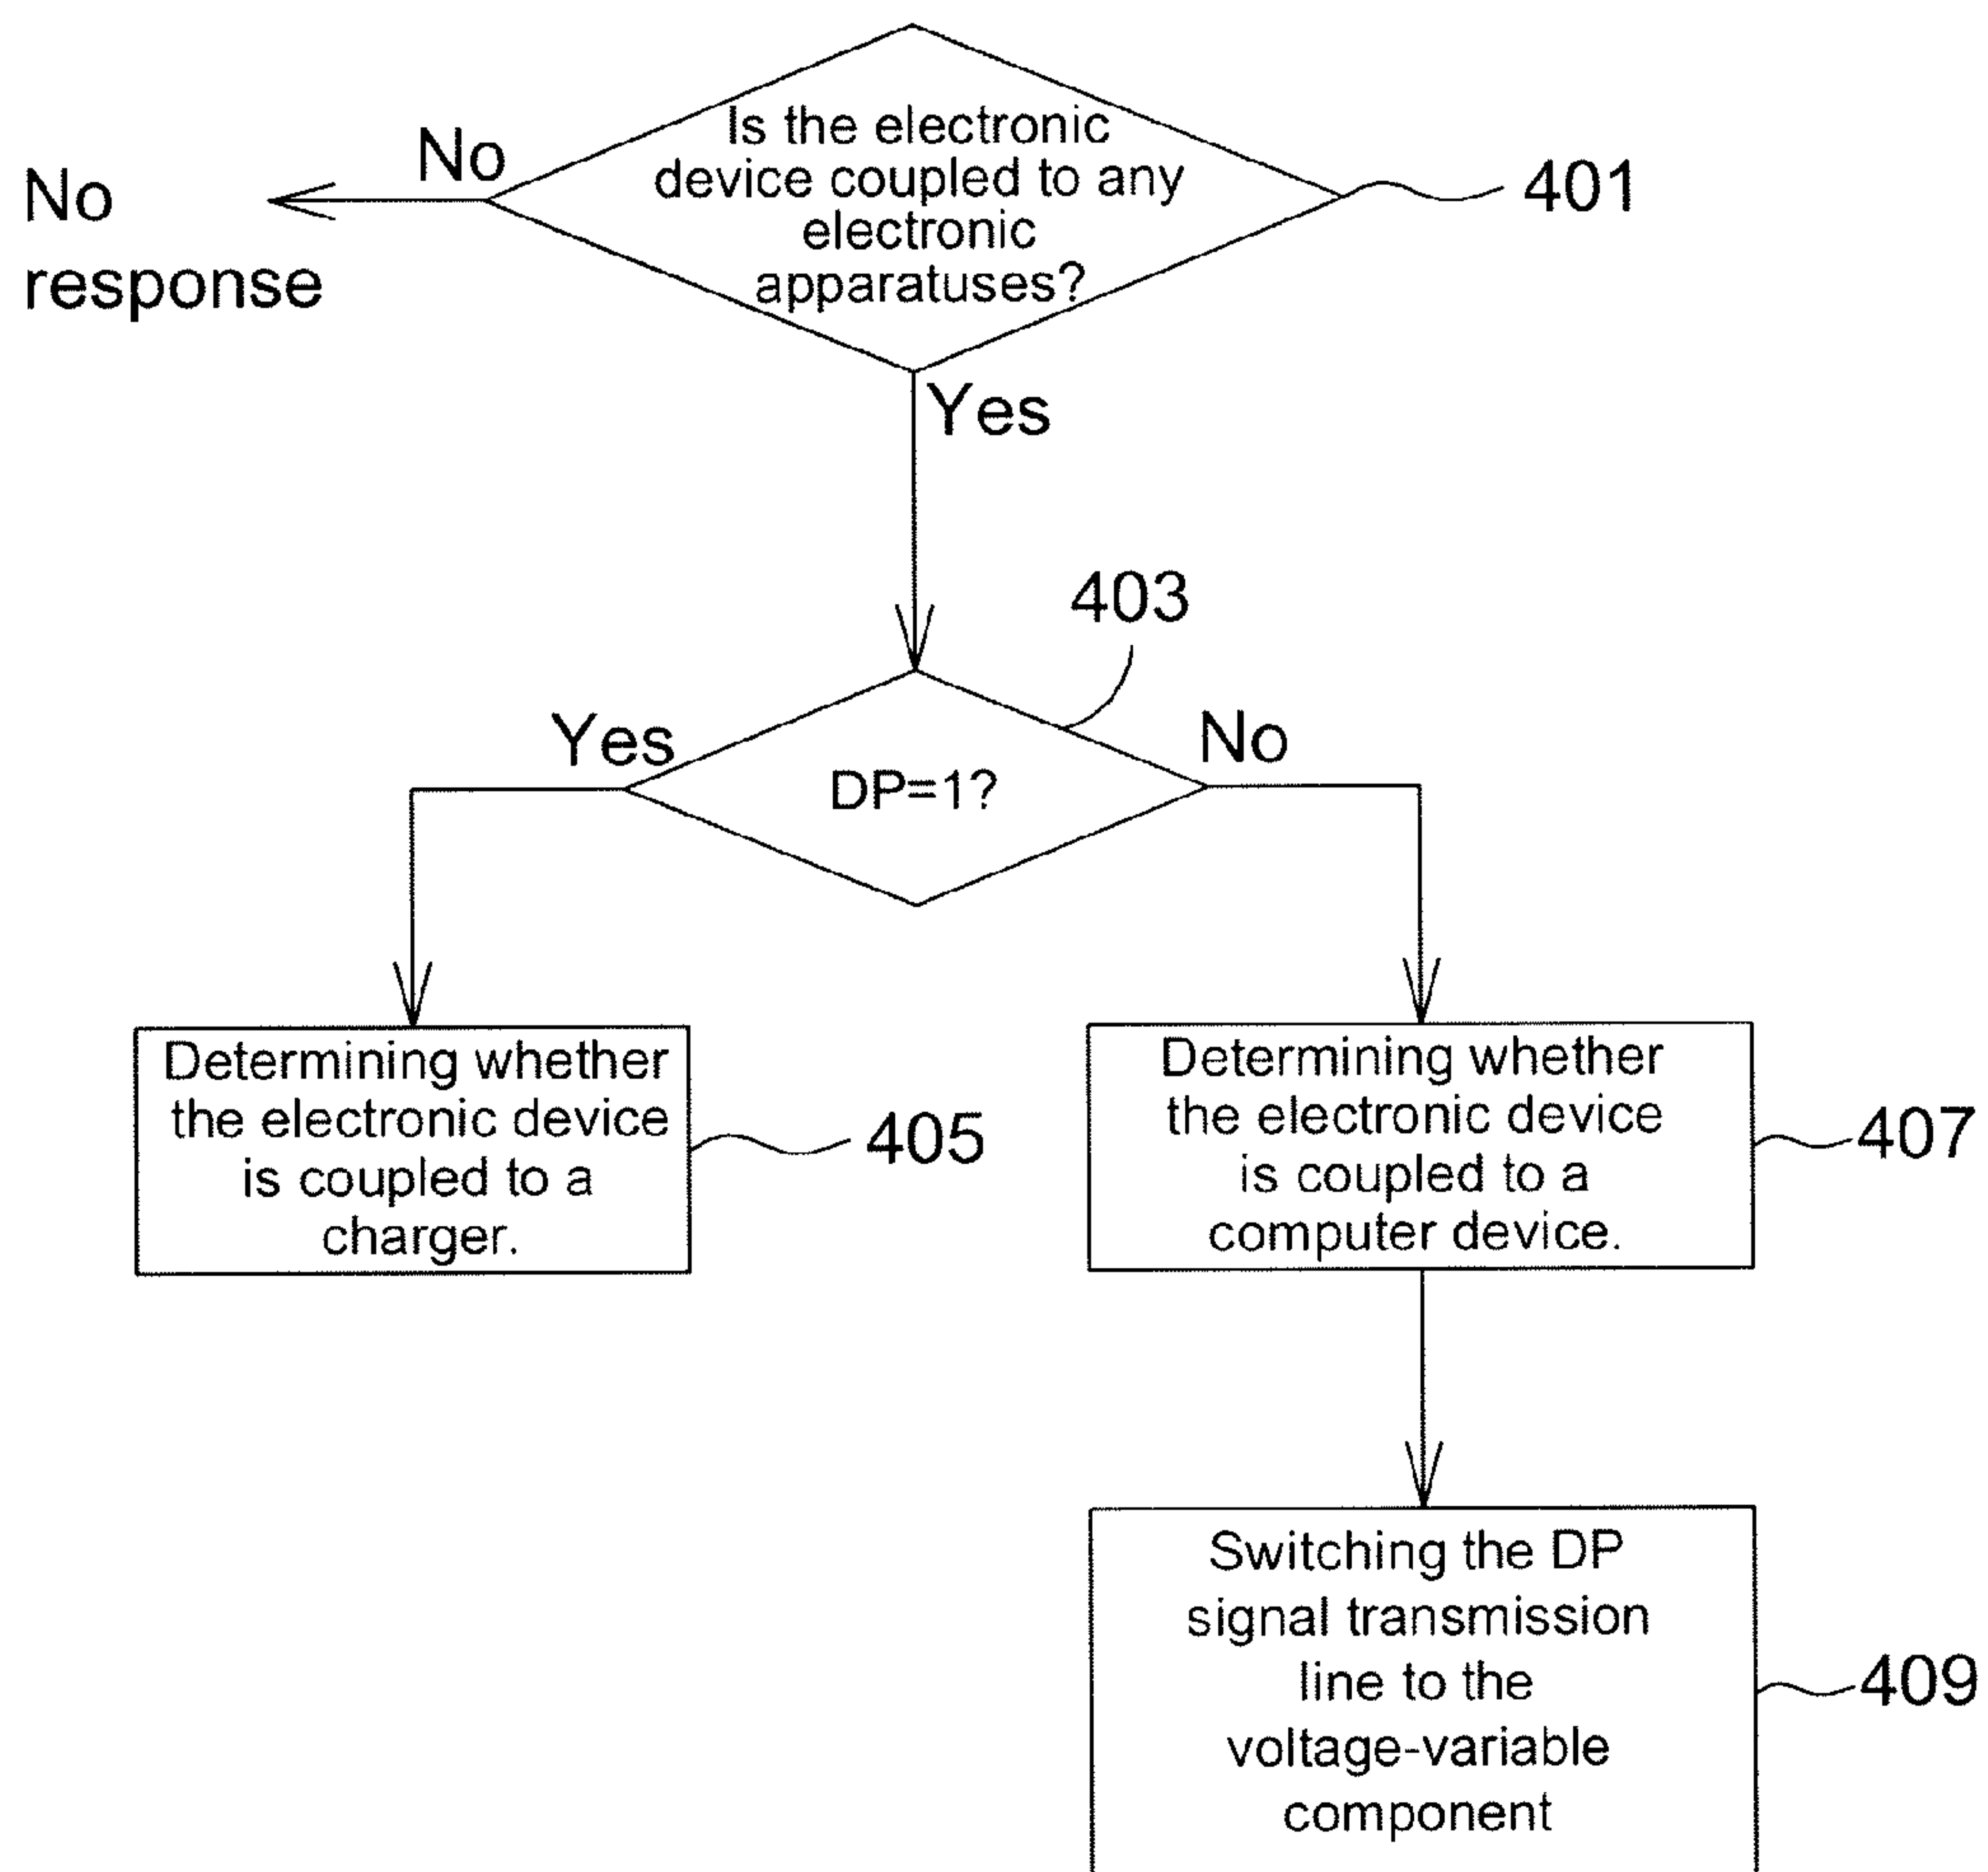 Is the electronic
device coupled to any
electronic
apparatuses?
401
No
No
response
Yes
403
DP=1?
Yes
No
Determining whether
the electronic device
is coupled to a
charger.
405
Determining whether
the electronic device
is coupled to a
computer device.
407
Switching the DP
signal transmission
line to the
voltage-variable
component
409